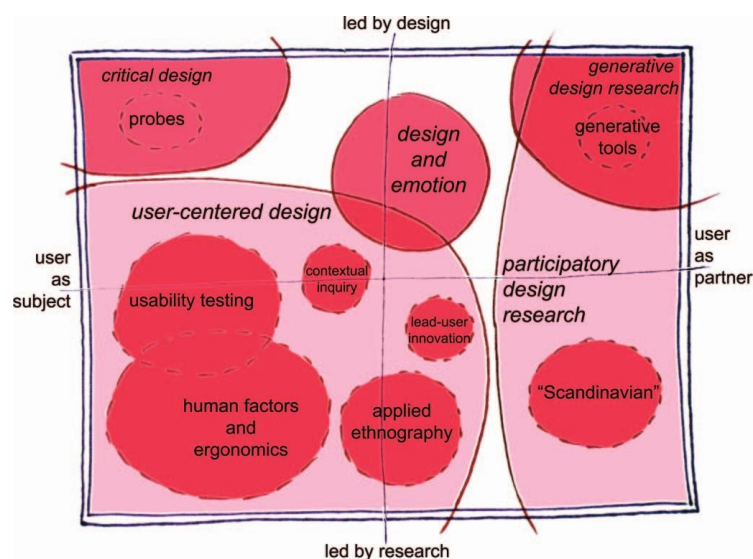 led by design
critical design
probes
design
and
emotion
generative
design research
generative
tools
user-centered design
user
as
subject
usability testing
contextual
inquiry
lead-user
innovation
participatory
design
research
user
as
partner
human factors
and
ergonomics
applied
ethnography
“Scandinavian”
led by research